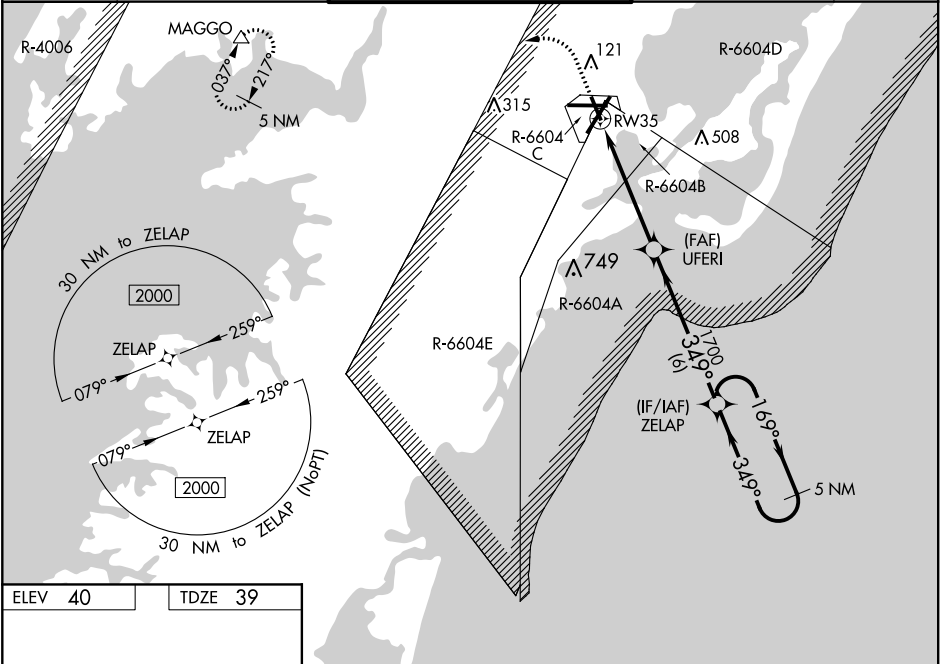 MAGGO
R-4006
037°
217°
5 NM
121
R-6604D
315
R-6604
C
RW35
508
R-6604B
(FAF)
UFERI
749
R-6604A
R-6604E
30 NM to ZELAP
2000
ZELAP
259°
079°
259°
ZELAP
079°
2000
30 NM to ZELAP (NoPT)
1700
349°
(6)
(IF/IAF)
ZELAP
169°
349°
5 NM
ELEV 40
TDZE 39